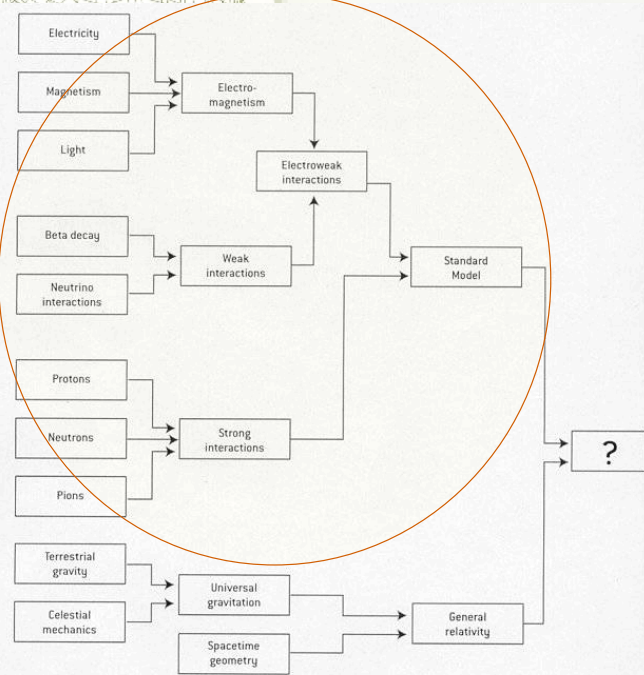 Electricity
Magnetism
Light
Electro-
magnetism
Electroweak
interactions
Beta decay
Neutrino
interactions
Weak
interactions
Standard
Model
Protons
Neutrons
Pions
Strong
interactions
?
Terrestrial
gravity
Celestial
mechanics
Universal
gravitation
Spacetime
geometry
General
relativity